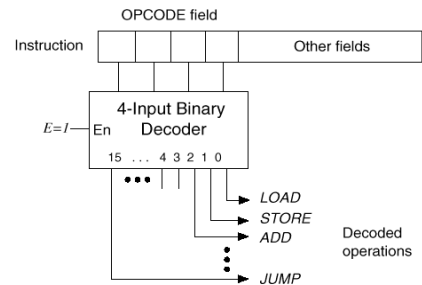 OPCODE field
Instruction
Other fields
4-Input Binary
Decoder
E=1
En
15 ... 4 3 2 1 0
LOAD
STORE
ADD
Decoded
operations
JUMP